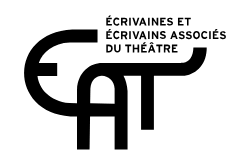 ÉCRIVAINES ET
ÉCRIVAINS ASSOCIÉS
DU THÉÂTRE
EAT